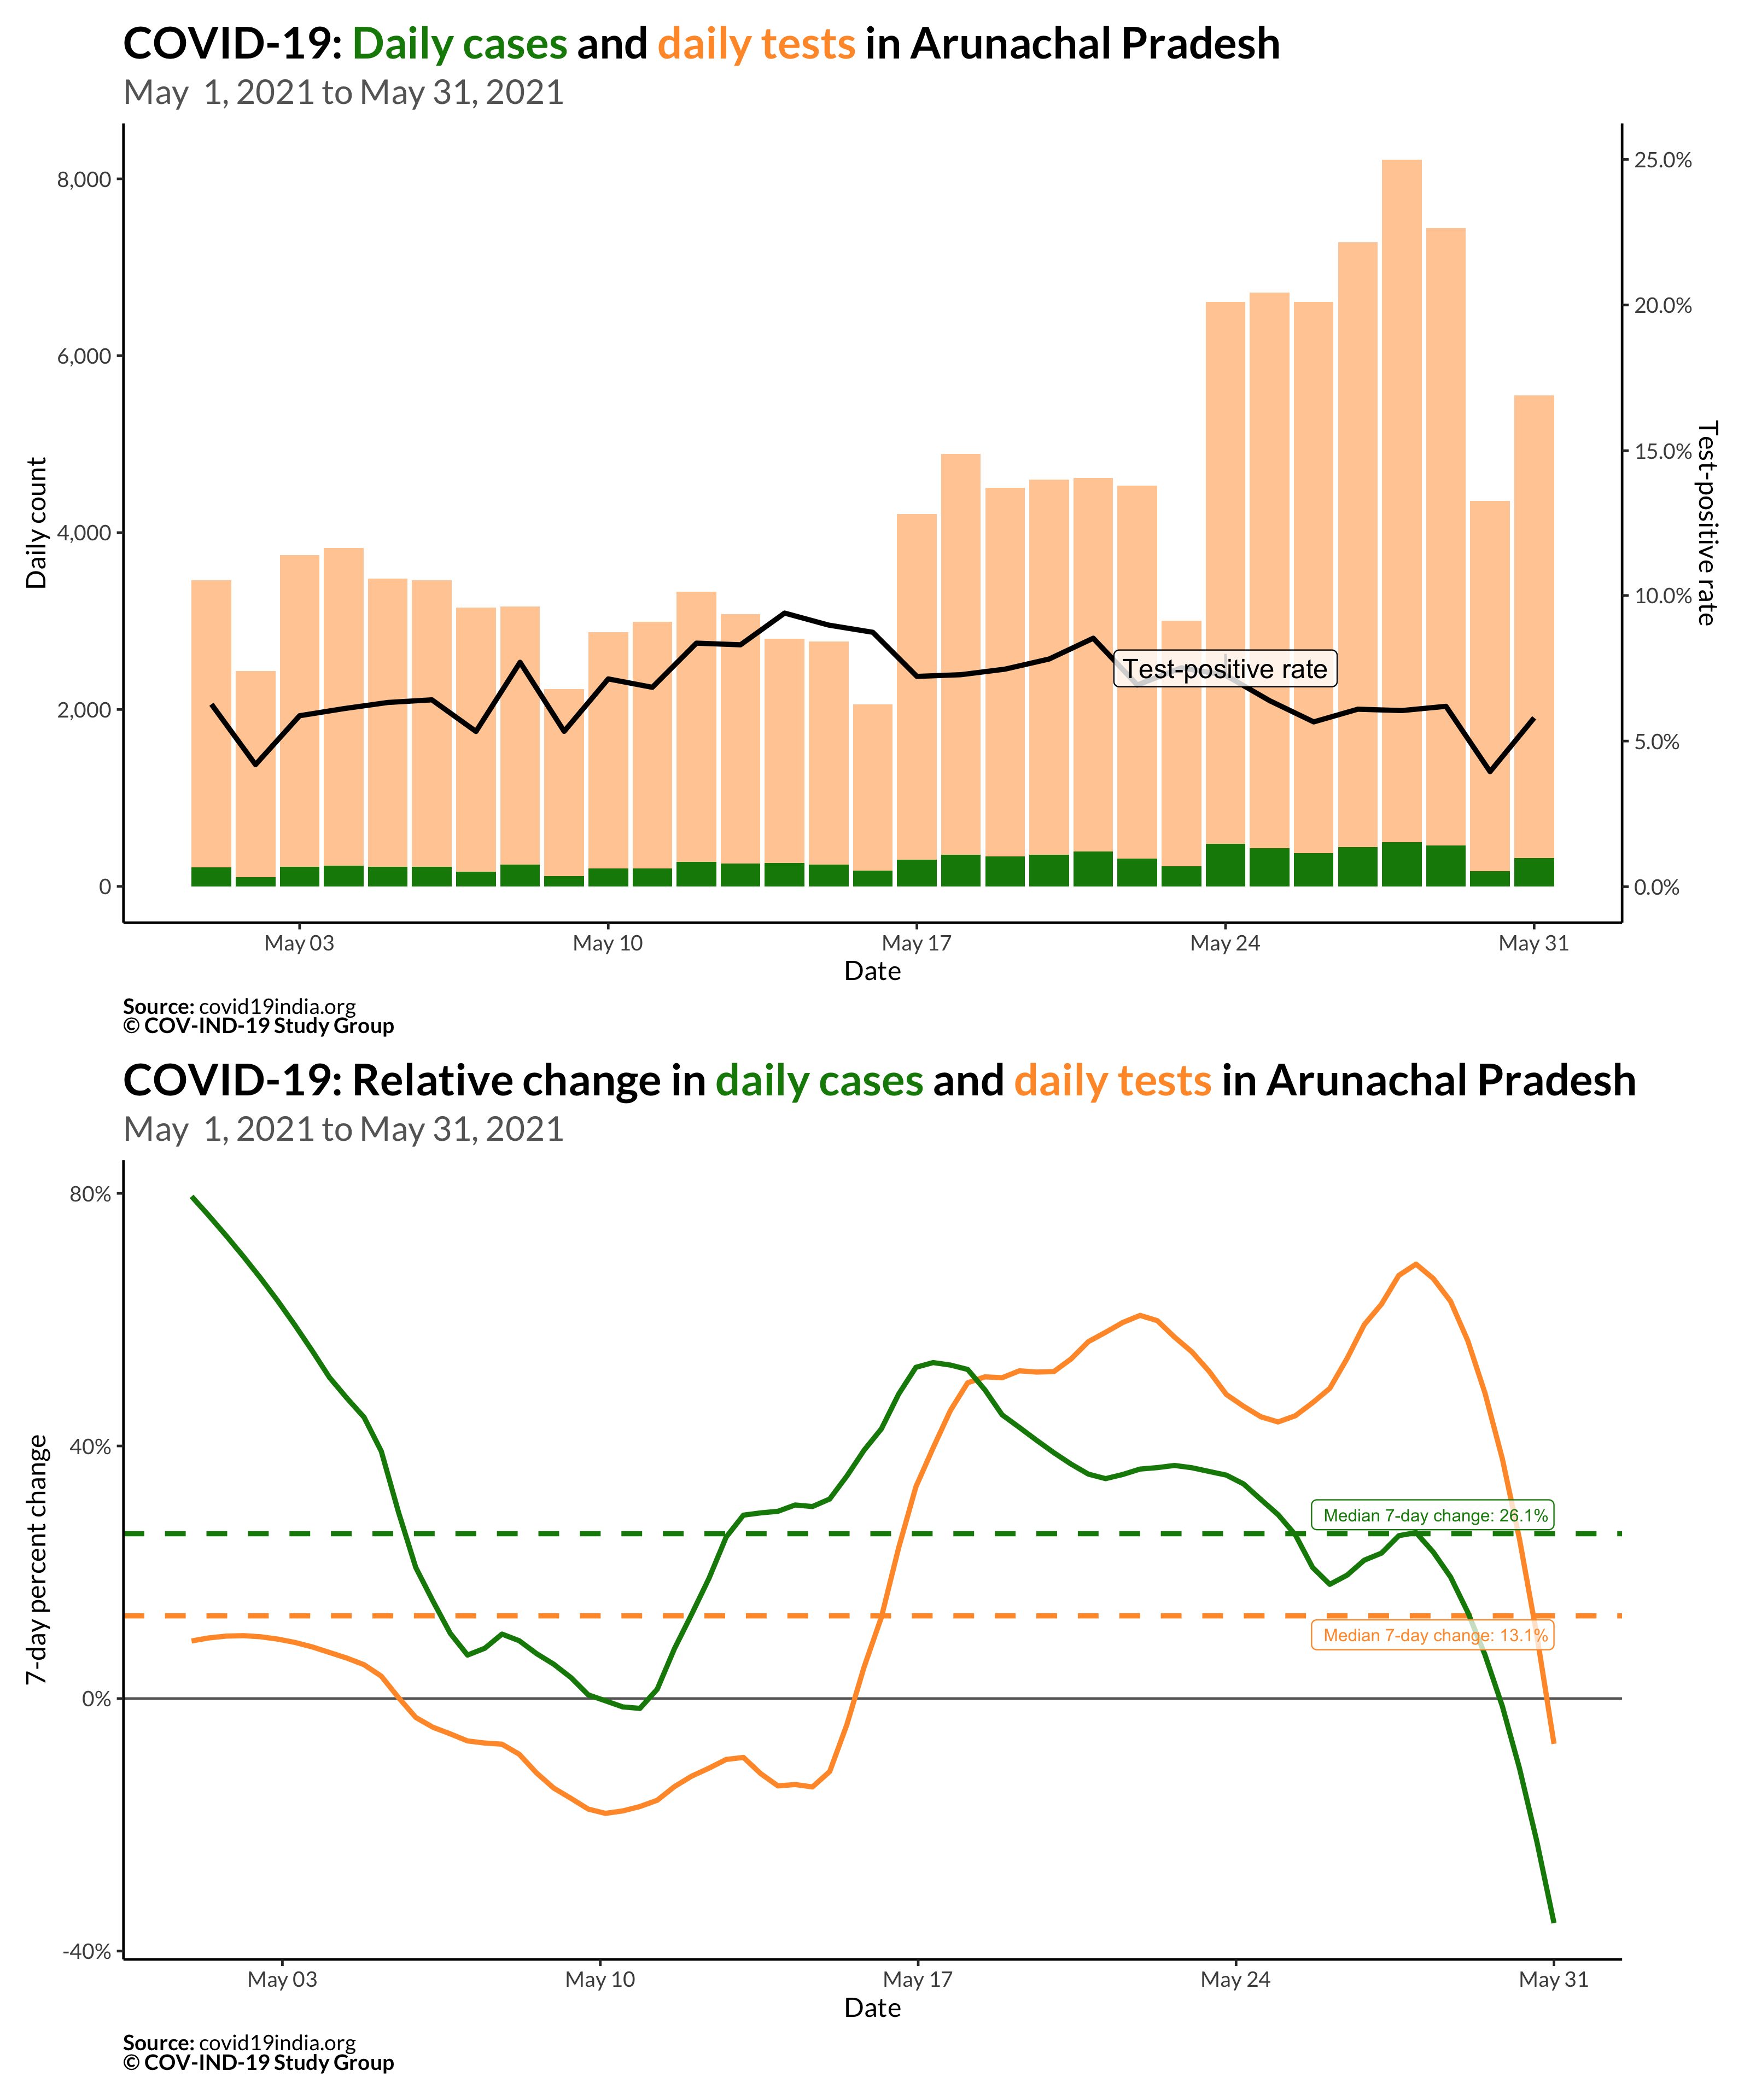 COVID-19: Daily cases and daily tests in Arunachal Pradesh
May 1, 2021 to May 31, 2021
8,000
6,000
4,000
2,000
0
Daily count
25.0%
20.0%
15.0%
10.0%
5.0%
0.0%
Test-positive rate
Test-positive rate
May 03
May 10
May 17
May 24
May 31
Date
Source: covid19india.org
© COV-IND-19 Study Group
COVID-19: Relative change in daily cases and daily tests in Arunachal Pradesh
May 1, 2021 to May 31, 2021
80%
40%
0%
-40%
7-day percent change
Median 7-day change: 26.1%
Median 7-day change: 13.1%
May 03
May 10
May 17
May 24
May 31
Date
Source: covid19india.org
© COV-IND-19 Study Group